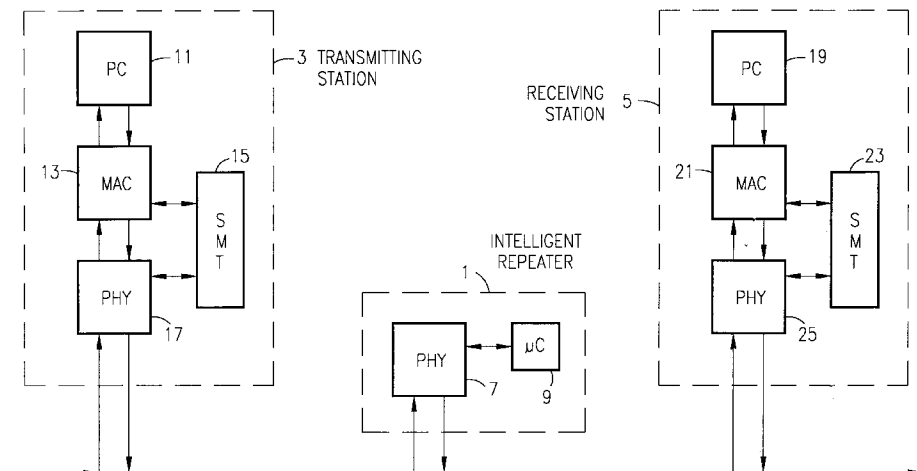 PC
11
3 TRANSMITTING
STATION
13
MAC
15
S
M
T
PHY
17
INTELLIGENT
REPEATER
1
PHY
7
μC
9
RECEIVING
STATION
5
PC
19
21
MAC
23
S
M
T
PHY
25